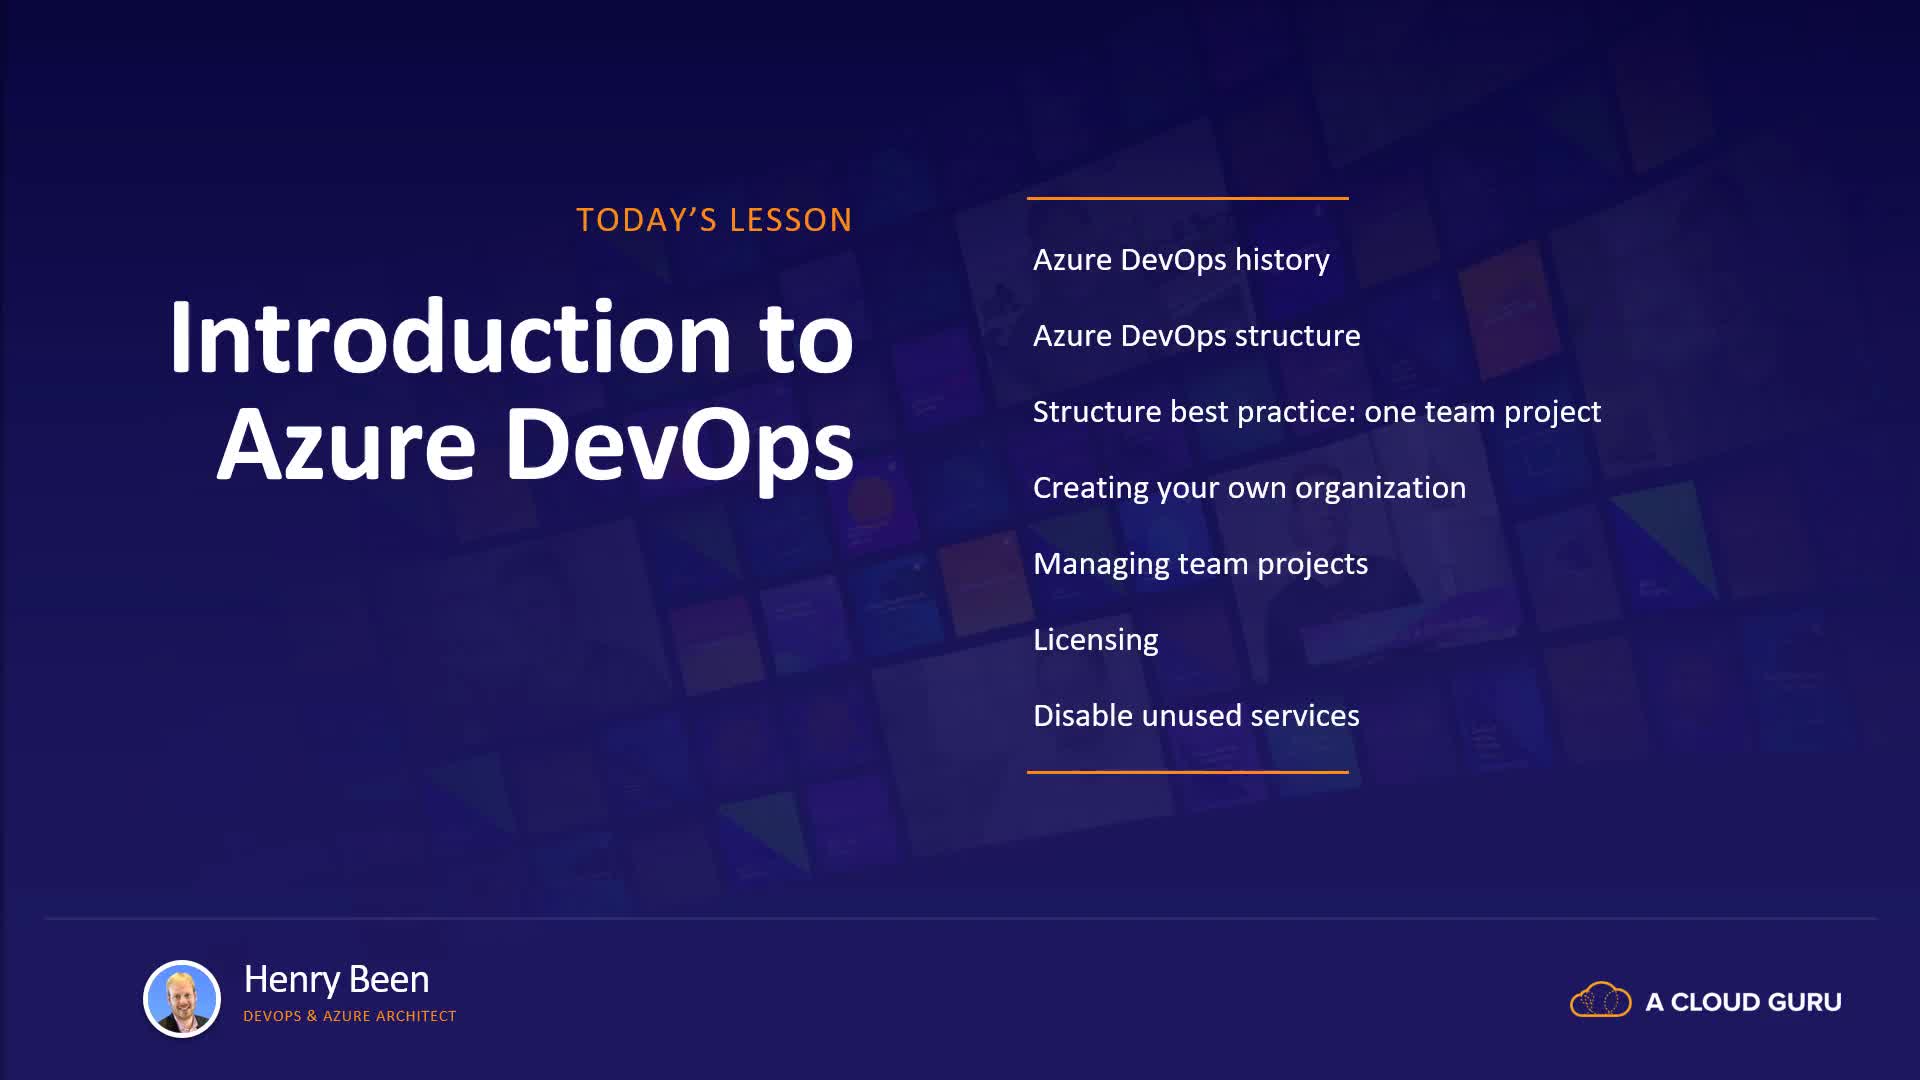 TODAY’S LESSON
Introduction to
Azure DevOps
Azure DevOps history
Azure DevOps structure
Structure best practice: one team project
Creating your own organization
Managing team projects
Licensing
Disable unused services
Henry Been
DEVOPS & AZURE ARCHITECT
A CLOUD GURU